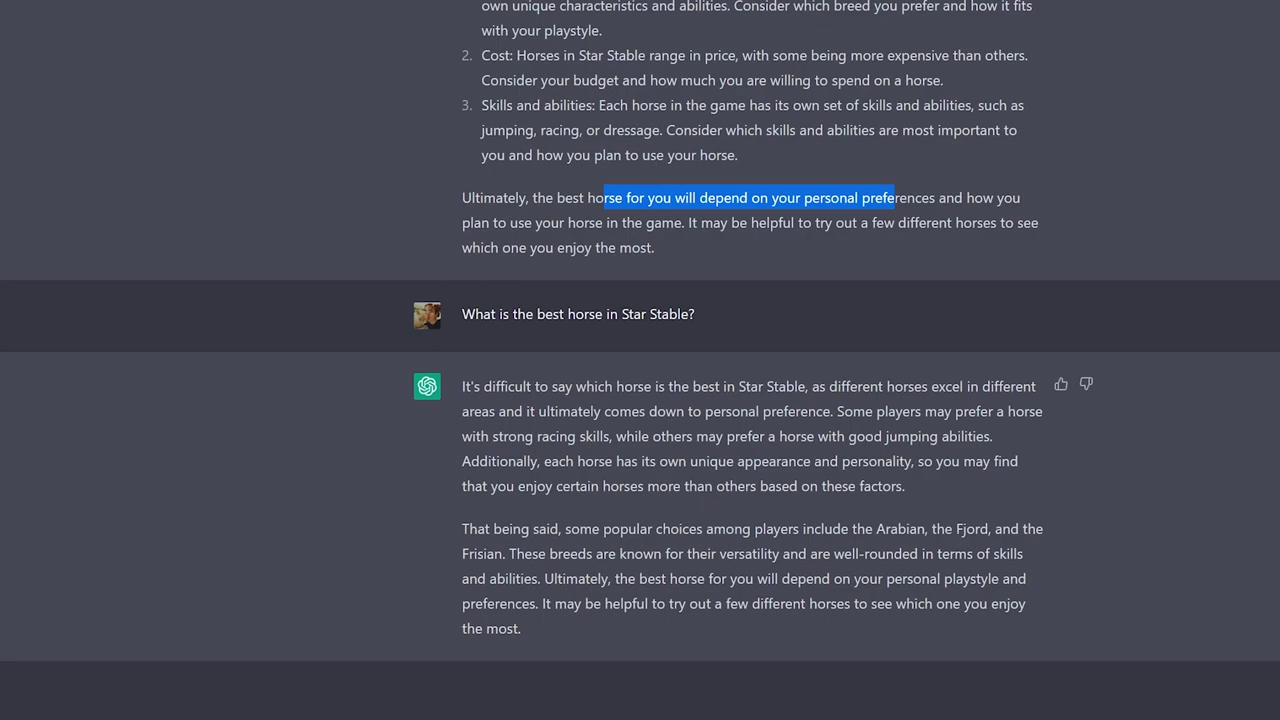 own unique characteristics and abilities. Consider which breed you prefer and how it fits
with your playstyle.
2. Cost: Horses in Star Stable range in price, with some being more expensive than others.
Consider your budget and how much you are willing to spend on a horse.
3. Skills and abilities: Each horse in the game has its own set of skills and abilities, such as
jumping, racing, or dressage. Consider which skills and abilities are most important to
you and how you plan to use your horse.
Ultimately, the best horse for you will depend on your personal preferences and how you
plan to use your horse in the game. It may be helpful to try out a few different horses to see
which one you enjoy the most.
What is the best horse in Star Stable?
It's difficult to say which horse is the best in Star Stable, as different horses excel in different
areas and it ultimately comes down to personal preference. Some players may prefer a horse
with strong racing skills, while others may prefer a horse with good jumping abilities.
Additionally, each horse has its own unique appearance and personality, so you may find
that you enjoy certain horses more than others based on these factors.
That being said, some popular choices among players include the Arabian, the Fjord, and the
Frisian. These breeds are known for their versatility and are well-rounded in terms of skills
and abilities. Ultimately, the best horse for you will depend on your personal playstyle and
preferences. It may be helpful to try out a few different horses to see which one you enjoy
the most.